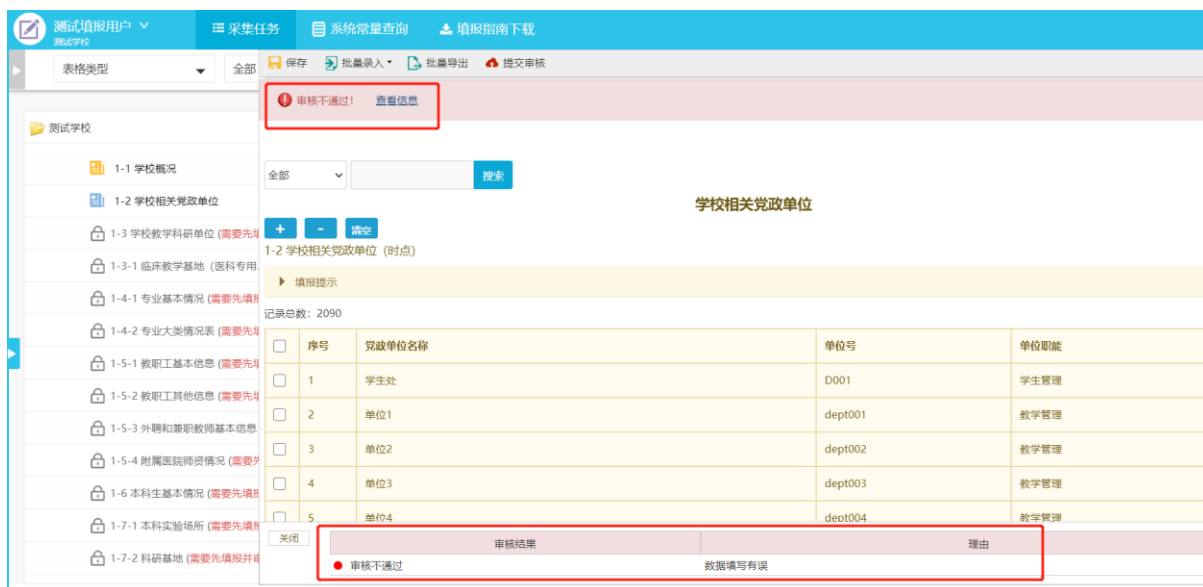 测试填报用户
测试学校
采集任务
系统常量查询
填报指南下载
表格类型
全部
保存
批量录入
批量导出
提交审核
审核不通过!
查看信息
测试学校
1-1 学校概况
1-2 学校相关党政单位
1-3 学校教学科研单位 (需要先填
1-3-1 临床教学基地（医科专用
1-4-1 专业基本情况 (需要先填报
1-4-2 专业大类情况表 (需要先填
1-5-1 教职工基本信息 (需要先填
1-5-2 教职工其他信息 (需要先填
1-5-3 外聘和兼职教师基本信息
1-5-4 附属医院师资情况 (需要先
1-6 本科生基本情况 (需要先填报
1-7-1 本科实验场所 (需要先填报
1-7-2 科研基地 (需要先填报并审
全部
搜索
学校相关党政单位
+ - 清空
1-2 学校相关党政单位（时点）
填报提示
记录总数：2090
序号 党政单位名称 单位号 单位职能
1 学生处 D001 学生管理
2 单位1 dept001 教学管理
3 单位2 dept002 教学管理
4 单位3 dept003 教学管理
5 单位4 dept004 教学管理
关闭
审核结果 理由
审核不通过 数据填写有误